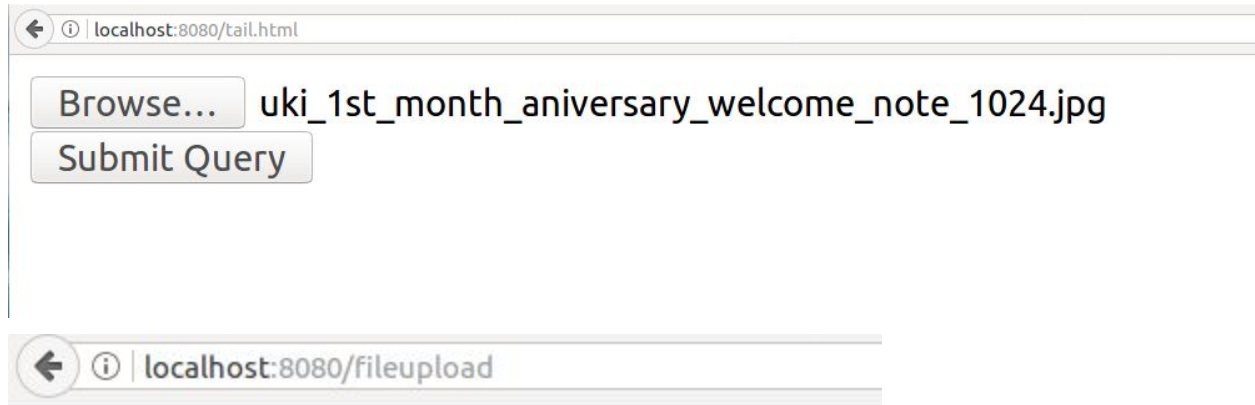 localhost:8080/tail.html
Browse... uki_1st_month_aniversary_welcome_note_1024.jpg
Submit Query
localhost:8080/fileupload